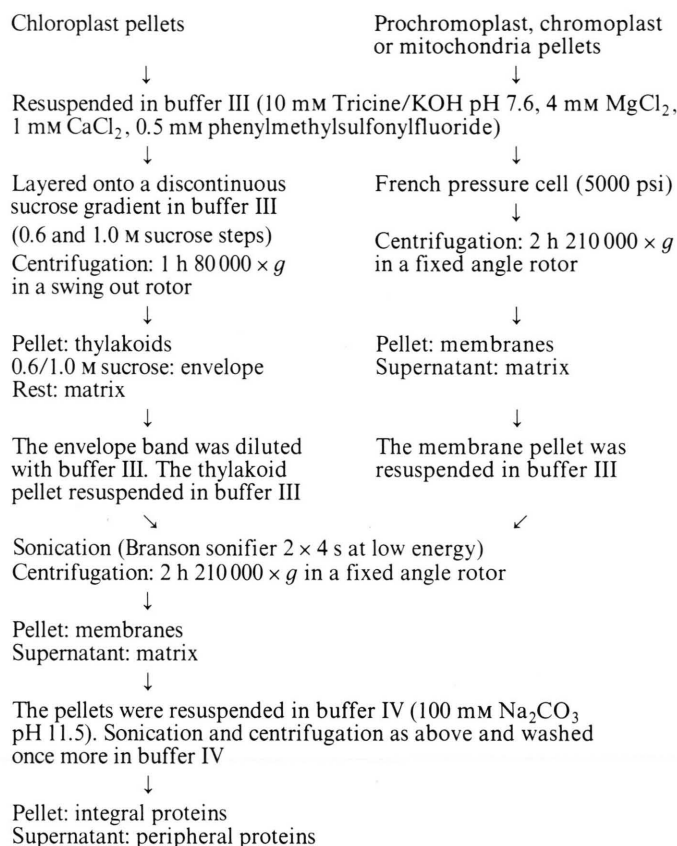 Chloroplast pellets
Prochromoplast, chromoplast
or mitochondria pellets
↓ ↓
Resuspended in buffer III (10 mM Tricine/KOH pH 7.6, 4 mM MgCl₂,
1 mM CaCl₂, 0.5 mM phenylmethylsulfonylfluoride)
↓ ↓
Layered onto a discontinuous
sucrose gradient in buffer III
(0.6 and 1.0 M sucrose steps)
Centrifugation: 1 h 80 000 × g
in a swing out rotor
↓
Pellet: thylakoids
0.6/1.0 M sucrose: envelope
Rest: matrix
↓
The envelope band was diluted
with buffer III. The thylakoid
pellet resuspended in buffer III
↘
French pressure cell (5000 psi)
↓
Centrifugation: 2 h 210 000 × g
in a fixed angle rotor
↓
Pellet: membranes
Supernatant: matrix
↓
The membrane pellet was
resuspended in buffer III
↙
Sonication (Branson sonifier 2 × 4 s at low energy)
Centrifugation: 2 h 210 000 × g in a fixed angle rotor
↓
Pellet: membranes
Supernatant: matrix
↓
The pellets were resuspended in buffer IV (100 mM Na₂CO₃
pH 11.5). Sonication and centrifugation as above and washed
once more in buffer IV
↓
Pellet: integral proteins
Supernatant: peripheral proteins